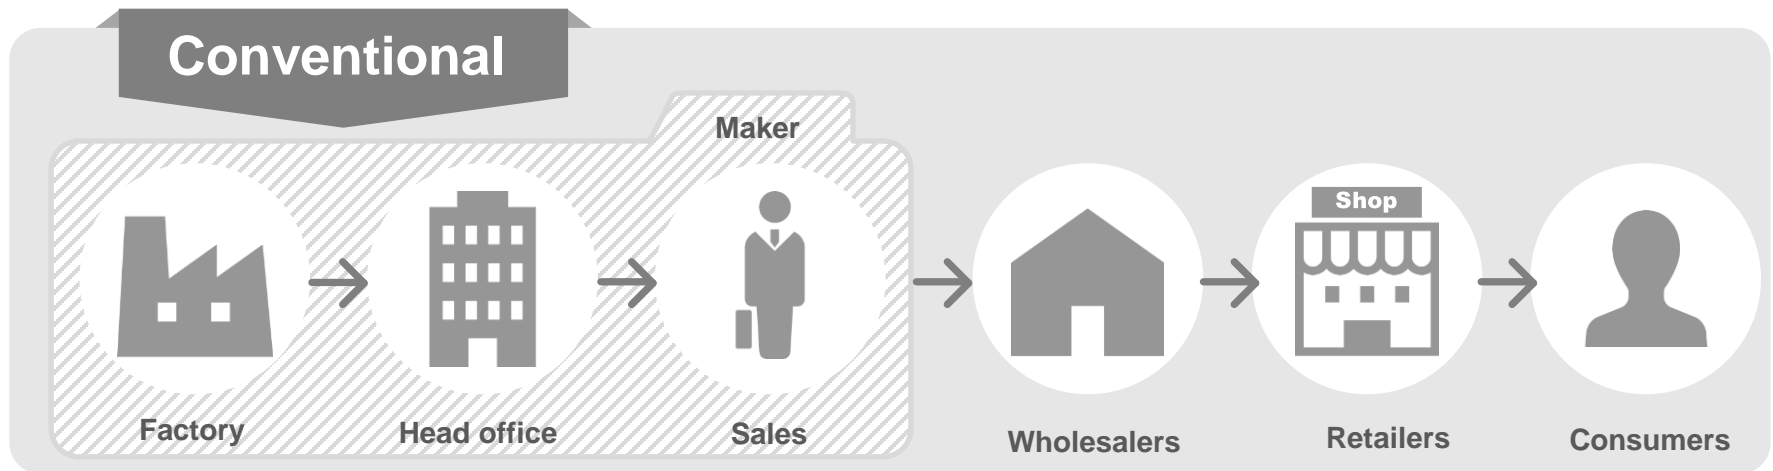 Conventional
Maker
Shop
Factory
Head office
Sales
Wholesalers
Retailers
Consumers